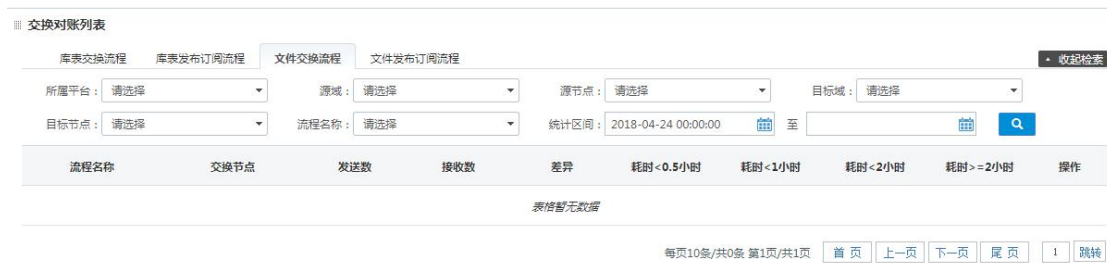 交换对账列表
库表交换流程 库表发布订阅流程 文件交换流程 文件发布订阅流程 收起检索
所属平台： 请选择 源域： 请选择 源节点： 请选择 目标域： 请选择
目标节点： 请选择 流程名称： 请选择 统计区间： 2018-04-24 00:00:00 至
流程名称 交换节点 发送数 接收数 差异 耗时<0.5小时 耗时<1小时 耗时<2小时 耗时>=2小时 操作
表格暂无数据
每页10条/共0条 第1页/共1页 首 页 上一页 下一页 尾 页 1 跳转